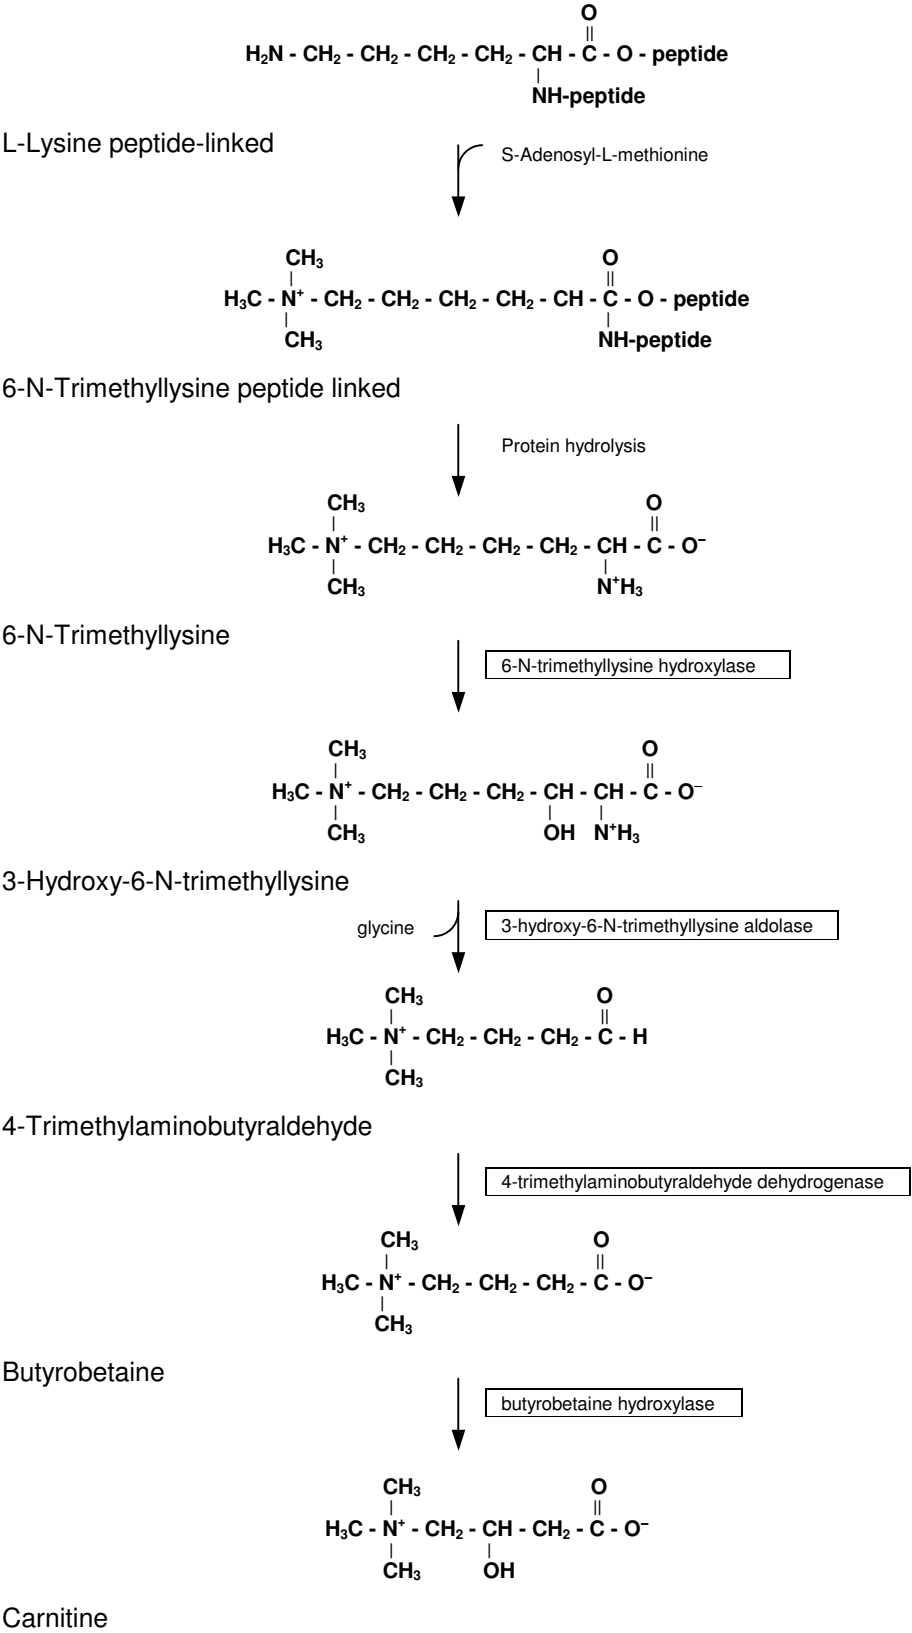 O
||
H₂N - CH₂ - CH₂ - CH₂ - CH₂ - CH - C - O - peptide
|
NH-peptide
L-Lysine peptide-linked
S-Adenosyl-L-methionine
CH₃ O
| ||
H₃C - N⁺ - CH₂ - CH₂ - CH₂ - CH₂ - CH - C - O - peptide
| |
CH₃ NH-peptide
6-N-Trimethyllysine peptide linked
Protein hydrolysis
CH₃ O
| ||
H₃C - N⁺ - CH₂ - CH₂ - CH₂ - CH₂ - CH - C - O⁻
| |
CH₃ N⁺H₃
6-N-Trimethyllysine
6-N-trimethyllysine hydroxylase
CH₃ O
| ||
H₃C - N⁺ - CH₂ - CH₂ - CH₂ - CH - CH - C - O⁻
| | |
CH₃ OH N⁺H₃
3-Hydroxy-6-N-trimethyllysine
glycine 3-hydroxy-6-N-trimethyllysine aldolase
CH₃ O
| ||
H₃C - N⁺ - CH₂ - CH₂ - CH₂ - C - H
|
CH₃
4-Trimethylaminobutyraldehyde
4-trimethylaminobutyraldehyde dehydrogenase
CH₃ O
| ||
H₃C - N⁺ - CH₂ - CH₂ - CH₂ - C - O⁻
|
CH₃
Butyrobetaine
butyrobetaine hydroxylase
CH₃ O
| ||
H₃C - N⁺ - CH₂ - CH - CH₂ - C - O⁻
| |
CH₃ OH
Carnitine